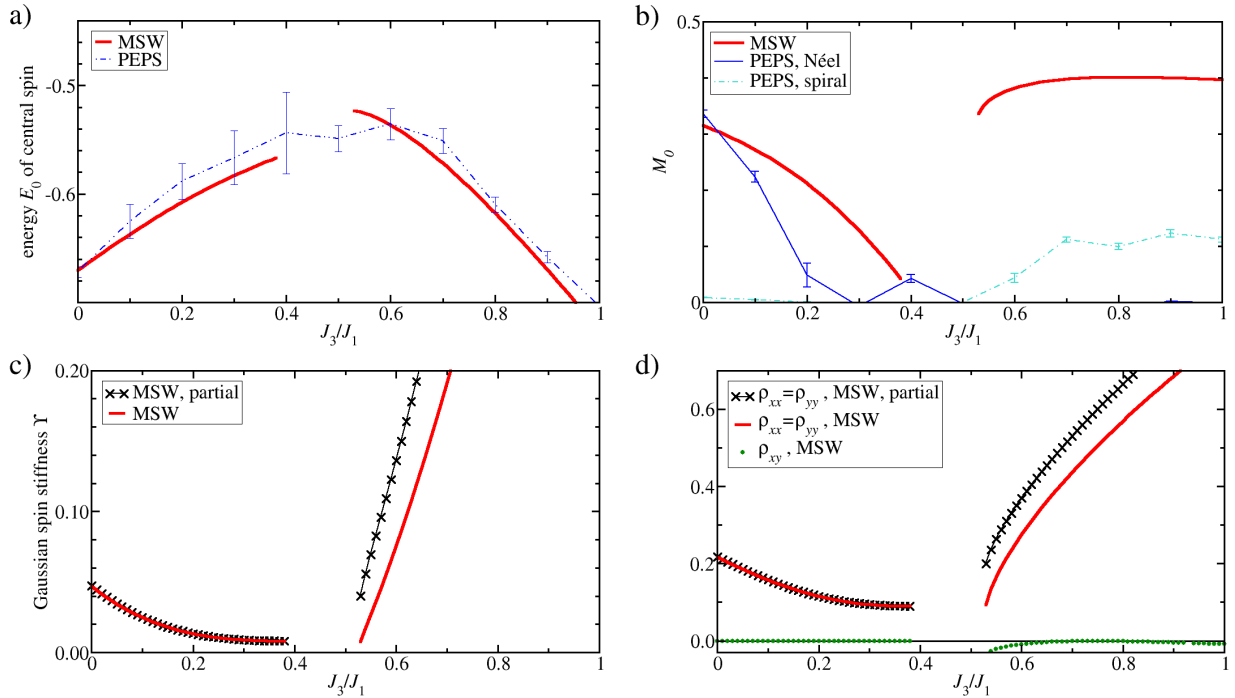 a)
MSW
PEPS
energy E0 of central spin
-0.5
-0.6
0 0.2 0.4 0.6 0.8 1
J3/J1
b)
MSW
PEPS, Néel
PEPS, spiral
M0
0.5
0
0 0.2 0.4 0.6 0.8 1
J3/J1
c)
MSW, partial
MSW
Gaussian spin stiffness ϒ
0.20
0.10
0.00
0 0.2 0.4 0.6 0.8 1
J3/J1
d)
ρxx=ρyy , MSW, partial
ρxx=ρyy , MSW
ρxy , MSW
0.6
0.4
0.2
0.0
0 0.2 0.4 0.6 0.8 1
J3/J1